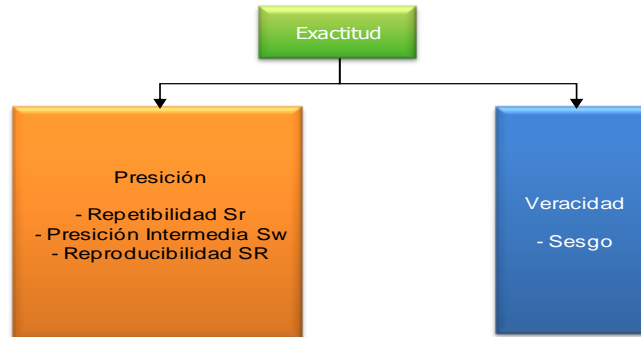 Exactitud
Presición
- Repetibilidad Sr
- Presición Intermedia Sw
- Reproducibilidad SR
Veracidad
- Sesgo